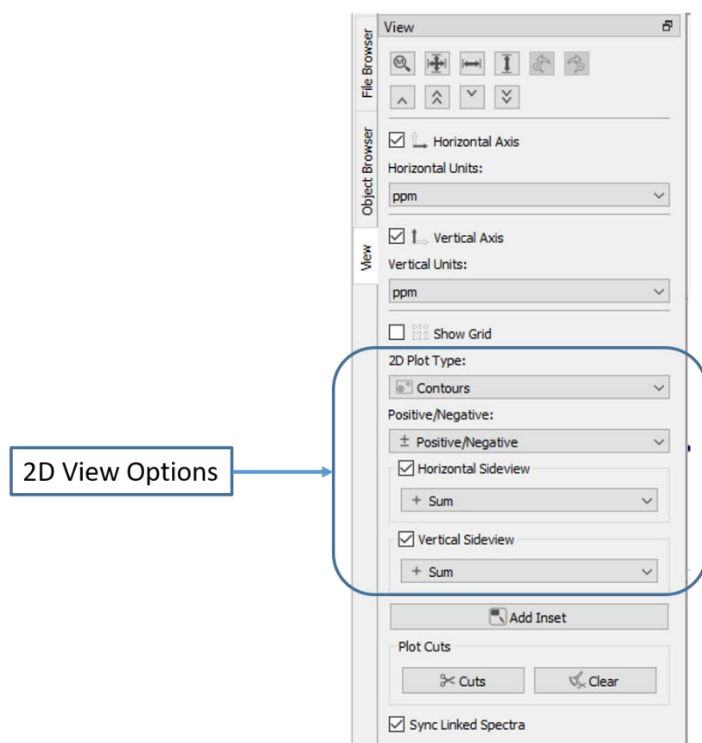 View
File Browser
Object Browser
View
Horizontal Axis
Horizontal Units:
ppm
Vertical Axis
Vertical Units:
ppm
Show Grid
2D Plot Type:
Contours
Positive/Negative:
± Positive/Negative
Horizontal Sideview
+ Sum
Vertical Sideview
+ Sum
2D View Options
Add Inset
Plot Cuts
Cuts
Clear
Sync Linked Spectra